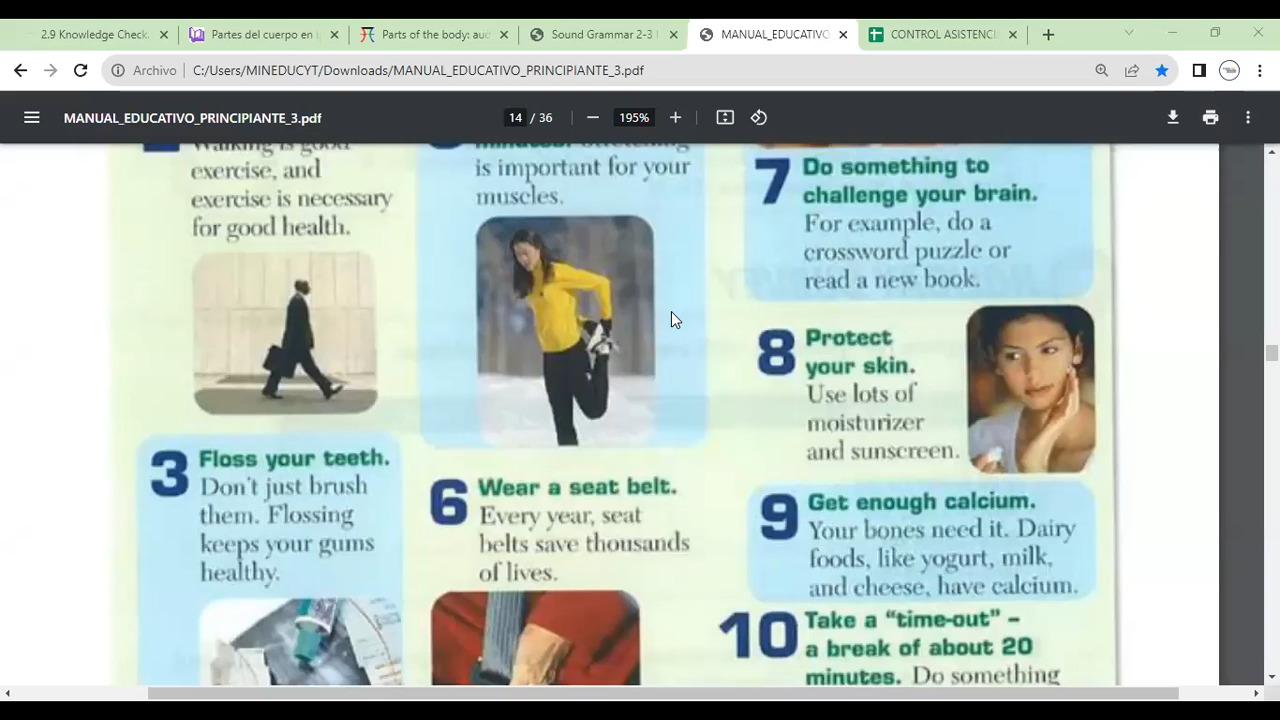 2.9 Knowledge Check.
Partes del cuerpo en i
Parts of the body: aud
Sound Grammar 2-3
MANUAL_EDUCATIVO
CONTROL ASISTENCI
Archivo
C:/Users/MINEDUCYT/Downloads/MANUAL_EDUCATIVO_PRINCIPIANTE_3.pdf
MANUAL_EDUCATIVO_PRINCIPIANTE_3.pdf
14 / 36
195%
Walking is good
exercise, and
exercise is necessary
for good health.
3 Floss your teeth.
Don't just brush
them. Flossing
keeps your gums
healthy.
minutes. Stretching
is important for your
muscles.
6 Wear a seat belt.
Every year, seat
belts save thousands
of lives.
7 Do something to
challenge your brain.
For example, do a
crossword puzzle or
read a new book.
8 Protect
your skin.
Use lots of
moisturizer
and sunscreen.
9 Get enough calcium.
Your bones need it. Dairy
foods, like yogurt, milk,
and cheese, have calcium.
10 Take a "time-out" –
a break of about 20
minutes. Do something